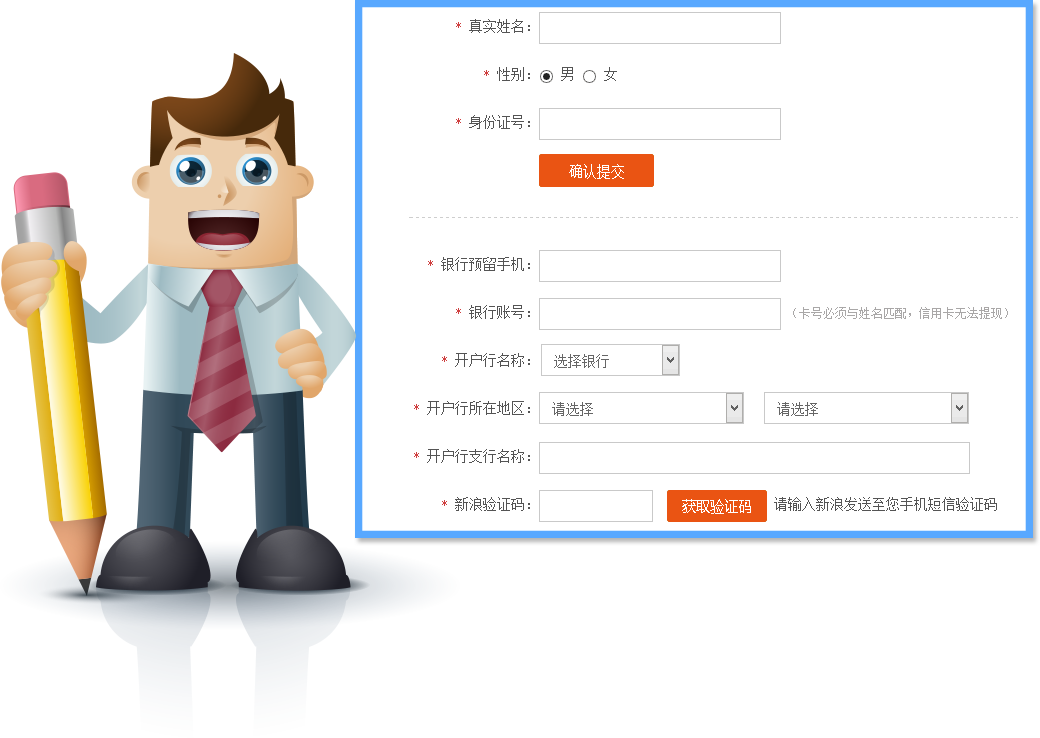 * 真实姓名：
* 性别： 男 女
* 身份证号：
确认提交
* 银行预留手机：
* 银行账号： （卡号必须与姓名匹配，信用卡无法提现）
* 开户行名称： 选择银行
* 开户行所在地区： 请选择 请选择
* 开户行支行名称：
* 新浪验证码： 获取验证码 请输入新浪发送至您手机短信验证码